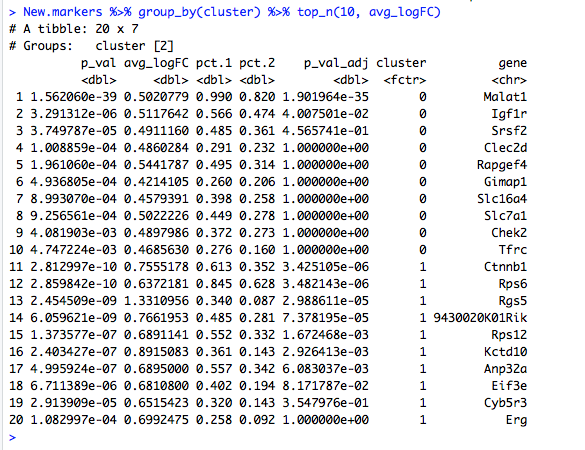 > New.markers %>% group_by(cluster) %>% top_n(10, avg_logFC)
# A tibble: 20 x 7
# Groups:   cluster [2]
          p_val avg_logFC pct.1 pct.2    p_val_adj cluster          gene
          <dbl>     <dbl> <dbl> <dbl>        <dbl>  <fctr>         <chr>
 1 1.562060e-39 0.5020779 0.990 0.820 1.901964e-35       0        Malat1
 2 3.291312e-06 0.5117642 0.566 0.474 4.007501e-02       0         Igf1r
 3 3.749787e-05 0.4911160 0.485 0.361 4.565741e-01       0         Srsf2
 4 1.008859e-04 0.4860284 0.291 0.232 1.000000e+00       0        Clec2d
 5 1.961060e-04 0.5441787 0.495 0.314 1.000000e+00       0       Rapgef4
 6 4.936805e-04 0.4214105 0.260 0.206 1.000000e+00       0        Gimap1
 7 8.993070e-04 0.4579391 0.398 0.258 1.000000e+00       0       Slc16a4
 8 9.256561e-04 0.5022226 0.449 0.278 1.000000e+00       0        Slc7a1
 9 4.081903e-03 0.4897986 0.372 0.273 1.000000e+00       0         Chek2
10 4.747223e-03 0.4685630 0.276 0.160 1.000000e+00       0          Tfrc
11 2.812997e-10 0.7555178 0.613 0.352 3.425105e-06       1        Ctnnb1
12 2.859842e-10 0.6372181 0.845 0.628 3.482143e-06       1          Rps6
13 2.454509e-09 1.3310956 0.340 0.087 2.988611e-05       1          Rgs5
14 6.059621e-09 0.7661953 0.485 0.281 7.378195e-05       1 9430020K01Rik
15 1.373577e-07 0.6891141 0.552 0.332 1.672468e-03       1         Rps12
16 2.403427e-07 0.8915083 0.361 0.143 2.926413e-03       1        Kctd10
17 4.995924e-07 0.6895000 0.557 0.342 6.083037e-03       1        Anp32a
18 6.711389e-06 0.6810800 0.402 0.194 8.171787e-02       1         Eif3e
19 2.913909e-05 0.6515423 0.320 0.143 3.547976e-01       1        Cyb5r3
20 1.082997e-04 0.6992475 0.258 0.092 1.000000e+00       1           Erg
>